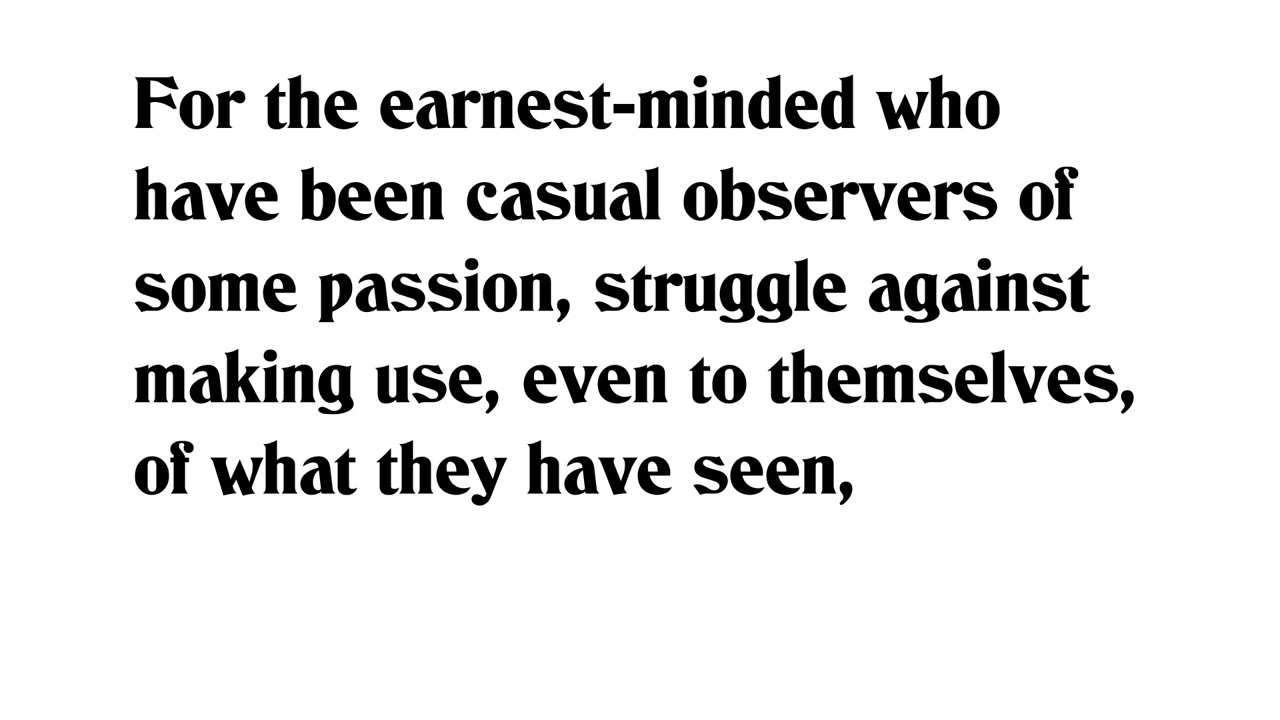 For the earnest-minded who
have been casual observers of
some passion, struggle against
making use, even to themselves,
of what they have seen,